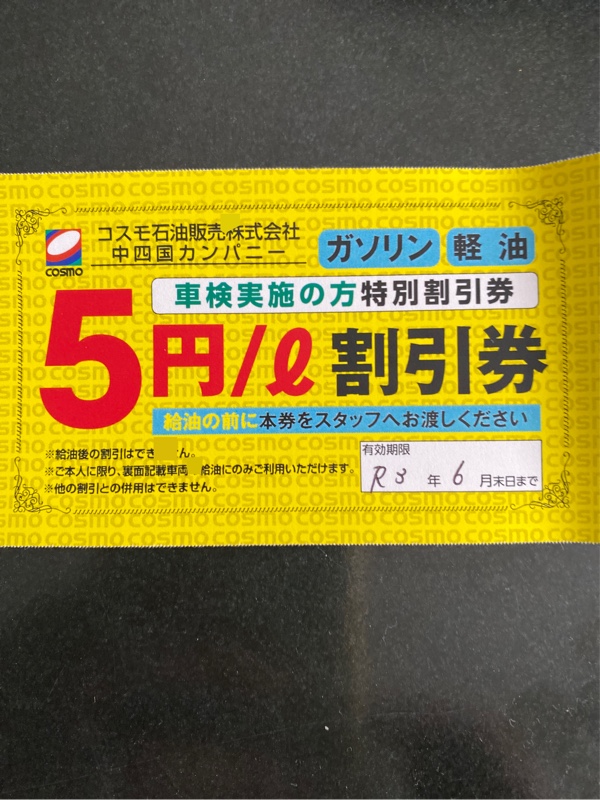 COSMO
コスモ石油販売株式会社
中四国カンパニー
ガソリン 軽油
車検実施の方特別割引券
5円/ℓ 割引券
給油の前に本券をスタッフへお渡しください
※給油後の割引はでき ん。
※ご本人に限り、裏面記載車両 給油にのみご利用いただけます。
※他の割引との併用はできません。
有効期限
R3年6月末日まで